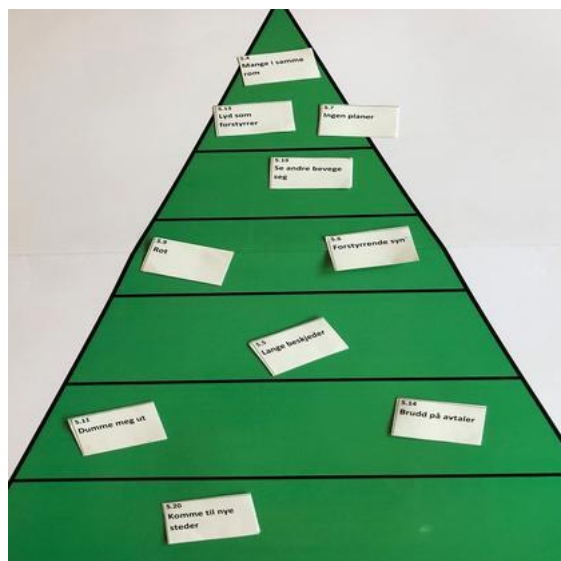 5.4
Mange i samme
rom
5.13
Lyd som
forstyrrer
5.7
Ingen planer
5.19
Se andre bevege
seg
5.9
Rot
5.8
Forstyrrende syn
5.5
Lange beskjeder
5.11
Dumme meg ut
5.14
Brudd på avtaler
5.20
Komme til nye
steder